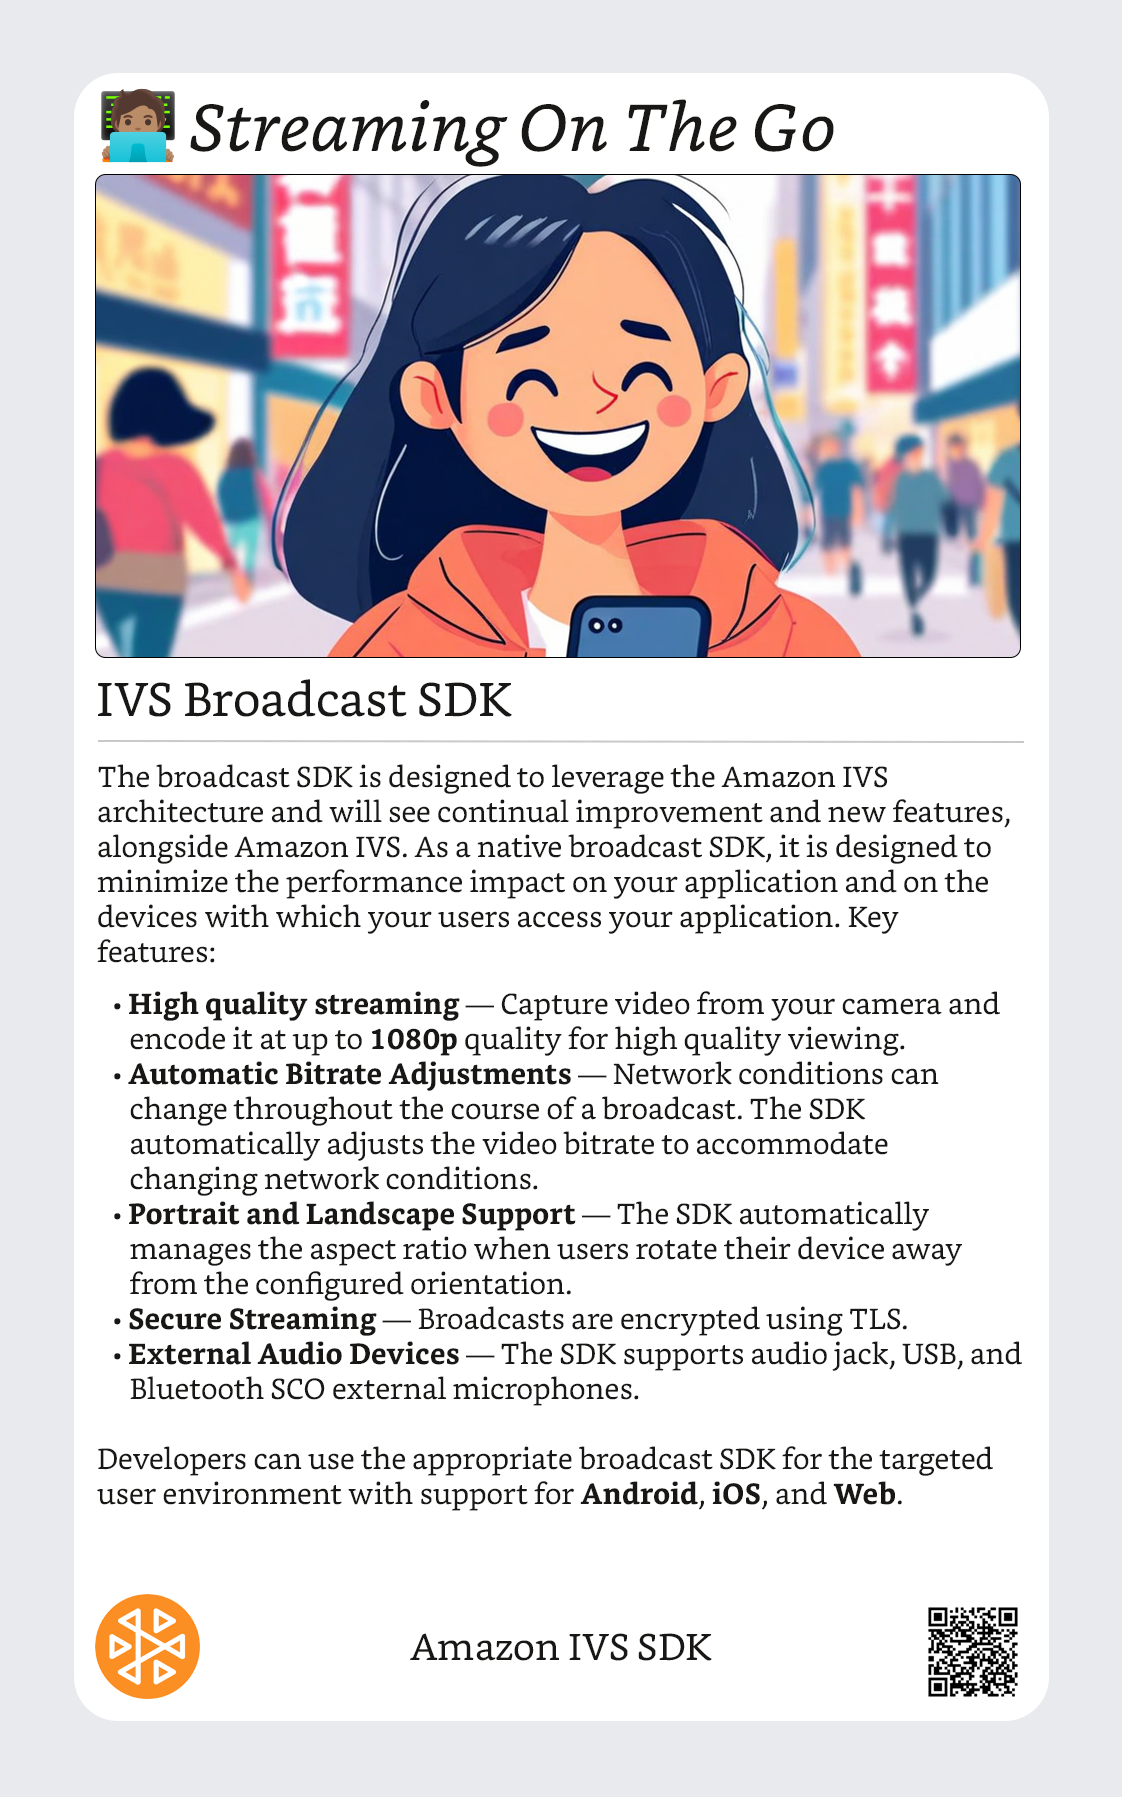 Streaming On The Go
IVS Broadcast SDK
The broadcast SDK is designed to leverage the Amazon IVS
architecture and will see continual improvement and new features,
alongside Amazon IVS. As a native broadcast SDK, it is designed to
minimize the performance impact on your application and on the
devices with which your users access your application. Key
features:
• High quality streaming — Capture video from your camera and
encode it at up to 1080p quality for high quality viewing.
• Automatic Bitrate Adjustments — Network conditions can
change throughout the course of a broadcast. The SDK
automatically adjusts the video bitrate to accommodate
changing network conditions.
• Portrait and Landscape Support — The SDK automatically
manages the aspect ratio when users rotate their device away
from the configured orientation.
• Secure Streaming — Broadcasts are encrypted using TLS.
• External Audio Devices — The SDK supports audio jack, USB, and
Bluetooth SCO external microphones.
Developers can use the appropriate broadcast SDK for the targeted
user environment with support for Android, iOS, and Web.
Amazon IVS SDK